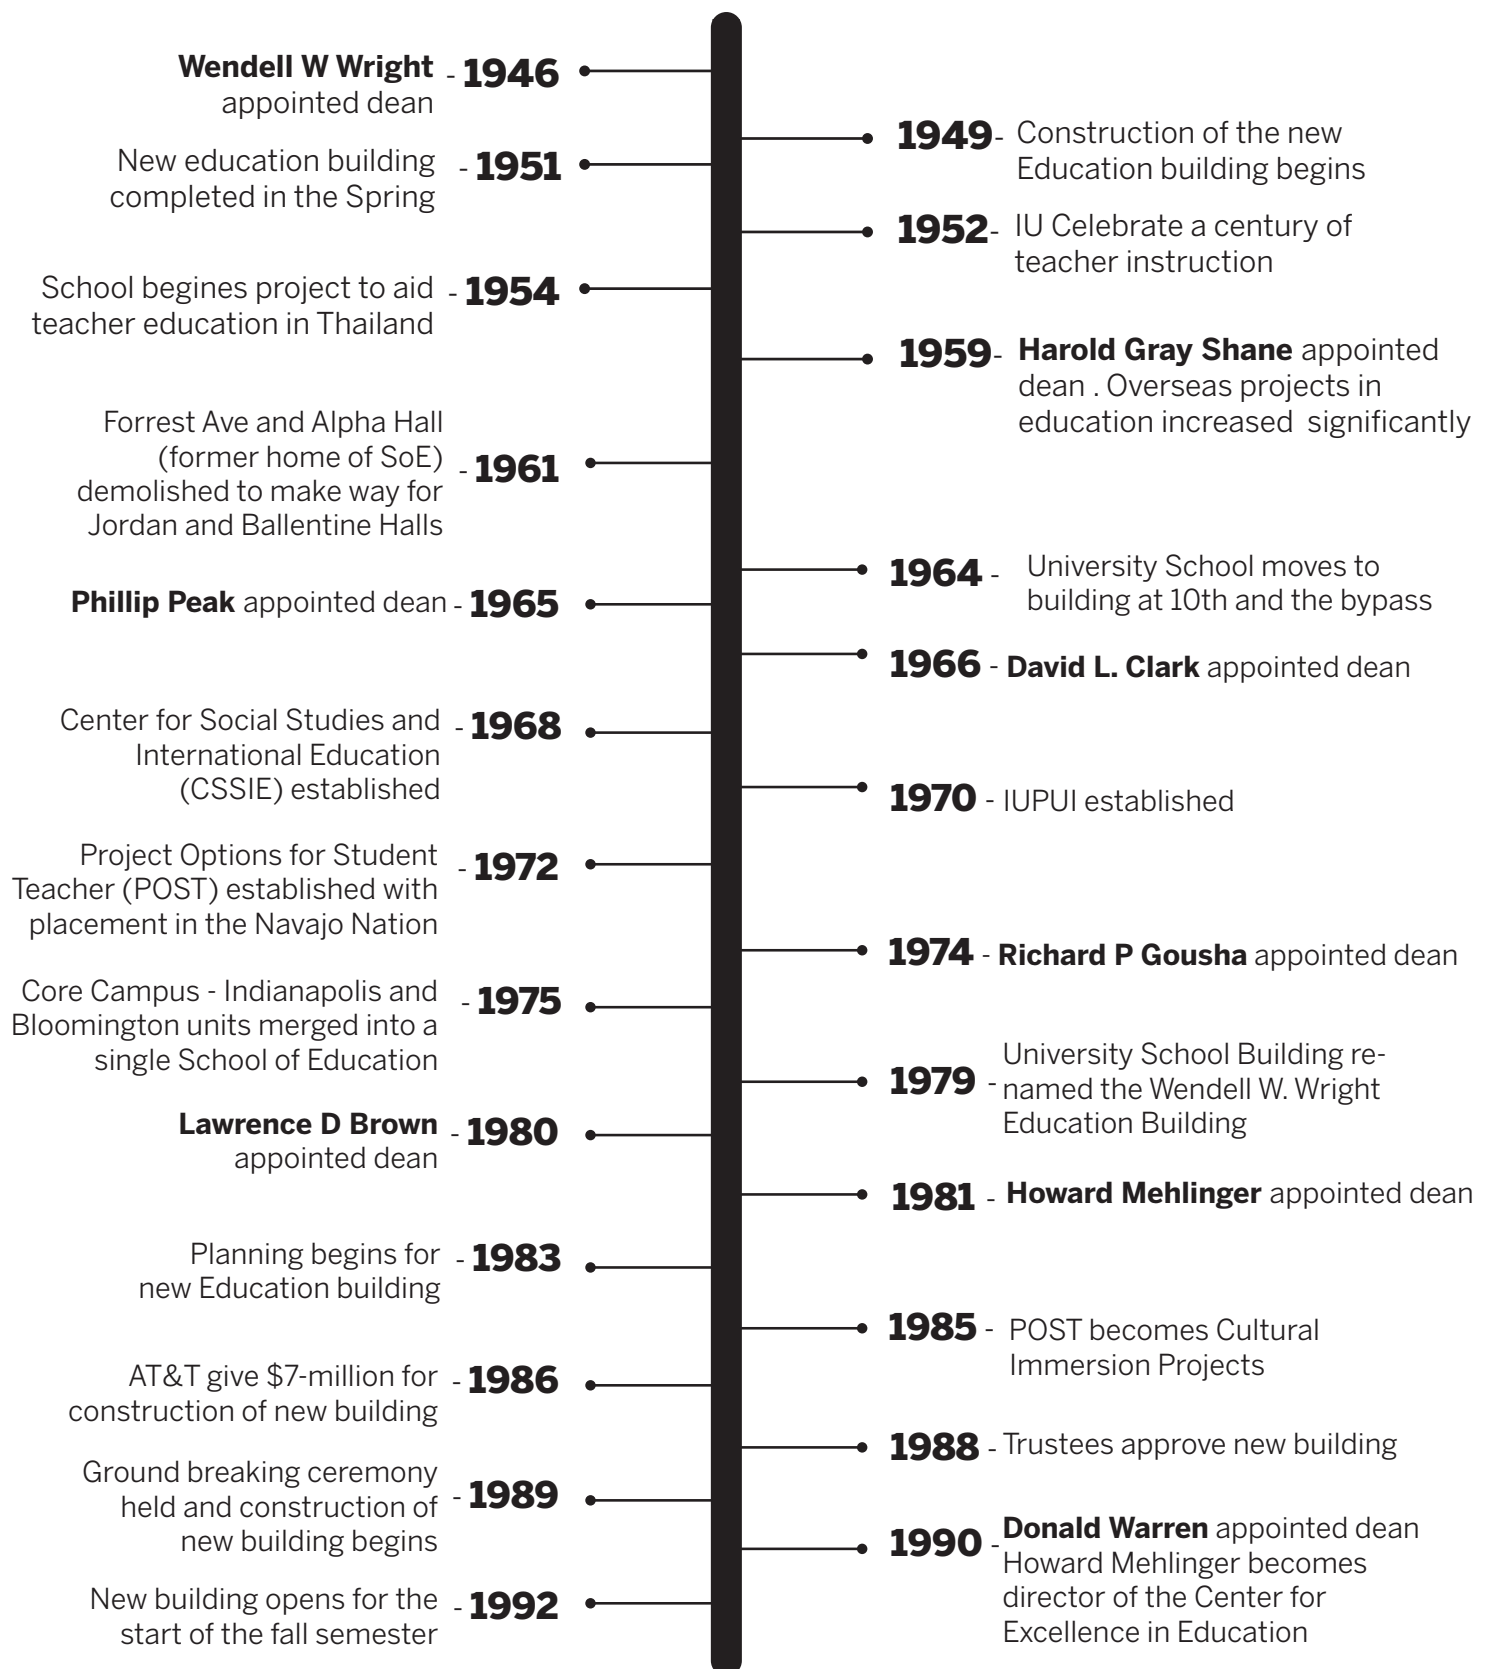 Wendell W Wright - 1946
appointed dean
1949- Construction of the new
Education building begins
New education building - 1951
completed in the Spring
1952- IU Celebrate a century of
teacher instruction
School begines project to aid - 1954
teacher education in Thailand
1959- Harold Gray Shane appointed
dean . Overseas projects in
education increased significantly
Forrest Ave and Alpha Hall
(former home of SoE) - 1961
demolished to make way for
Jordan and Ballentine Halls
1964 - University School moves to
building at 10th and the bypass
Phillip Peak appointed dean - 1965
1966 - David L. Clark appointed dean
Center for Social Studies and - 1968
International Education
(CSSIE) established
1970 - IUPUI established
Project Options for Student - 1972
Teacher (POST) established with
placement in the Navajo Nation
1974 - Richard P Gousha appointed dean
Core Campus - Indianapolis and - 1975
Bloomington units merged into a
single School of Education
University School Building re-
1979 - named the Wendell W. Wright
Education Building
Lawrence D Brown - 1980
appointed dean
1981 - Howard Mehlinger appointed dean
Planning begins for - 1983
new Education building
1985 - POST becomes Cultural
Immersion Projects
AT&T give $7-million for - 1986
construction of new building
1988 - Trustees approve new building
Ground breaking ceremony
held and construction of - 1989
new building begins
1990 - Donald Warren appointed dean
Howard Mehlinger becomes
director of the Center for
Excellence in Education
New building opens for the - 1992
start of the fall semester